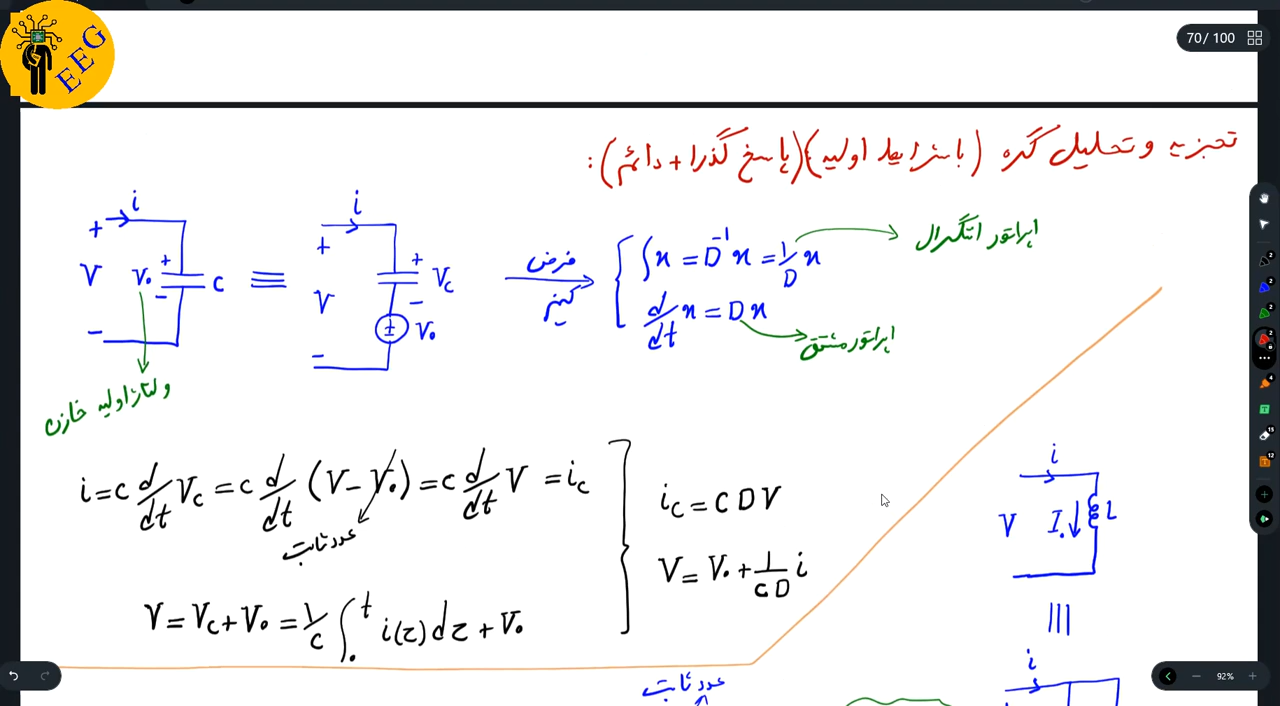 EEG
70 / 100
تجزیه و تحلیل گره (با شرایط اولیه)(پاسخ گذرا + دائم):
i
+
V
-
V₀
+
-
C
≡
i
+
V
-
+
Vc
-
±
V₀
فرض
کنیم
∫x = D⁻¹x = 1/D x
اپراتور انتگرال
d/dt x = Dx
اپراتور مشتق
ولتاژ اولیه خازن
i = c d/dt Vc = c d/dt (V - V₀) = c d/dt V = ic
عدد ثابت
V = Vc + V₀ = 1/c ∫₀ᵗ i(τ)dτ + V₀
ic = C D V
V = V₀ + 1/CD i
i
V
I₀
L
≡
i
عدد ثابت
92%